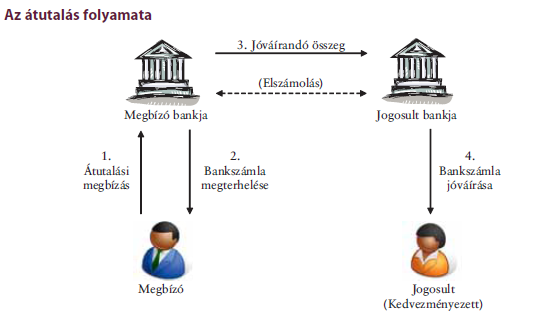 Az átutalás folyamata
3. Jóváírandó összeg
(Elszámolás)
Megbízó bankja
Jogosult bankja
1.
Átutalási
megbízás
2.
Bankszámla
megterhelése
4.
Bankszámla
jóváírása
Megbízó
Jogosult
(Kedvezményezett)